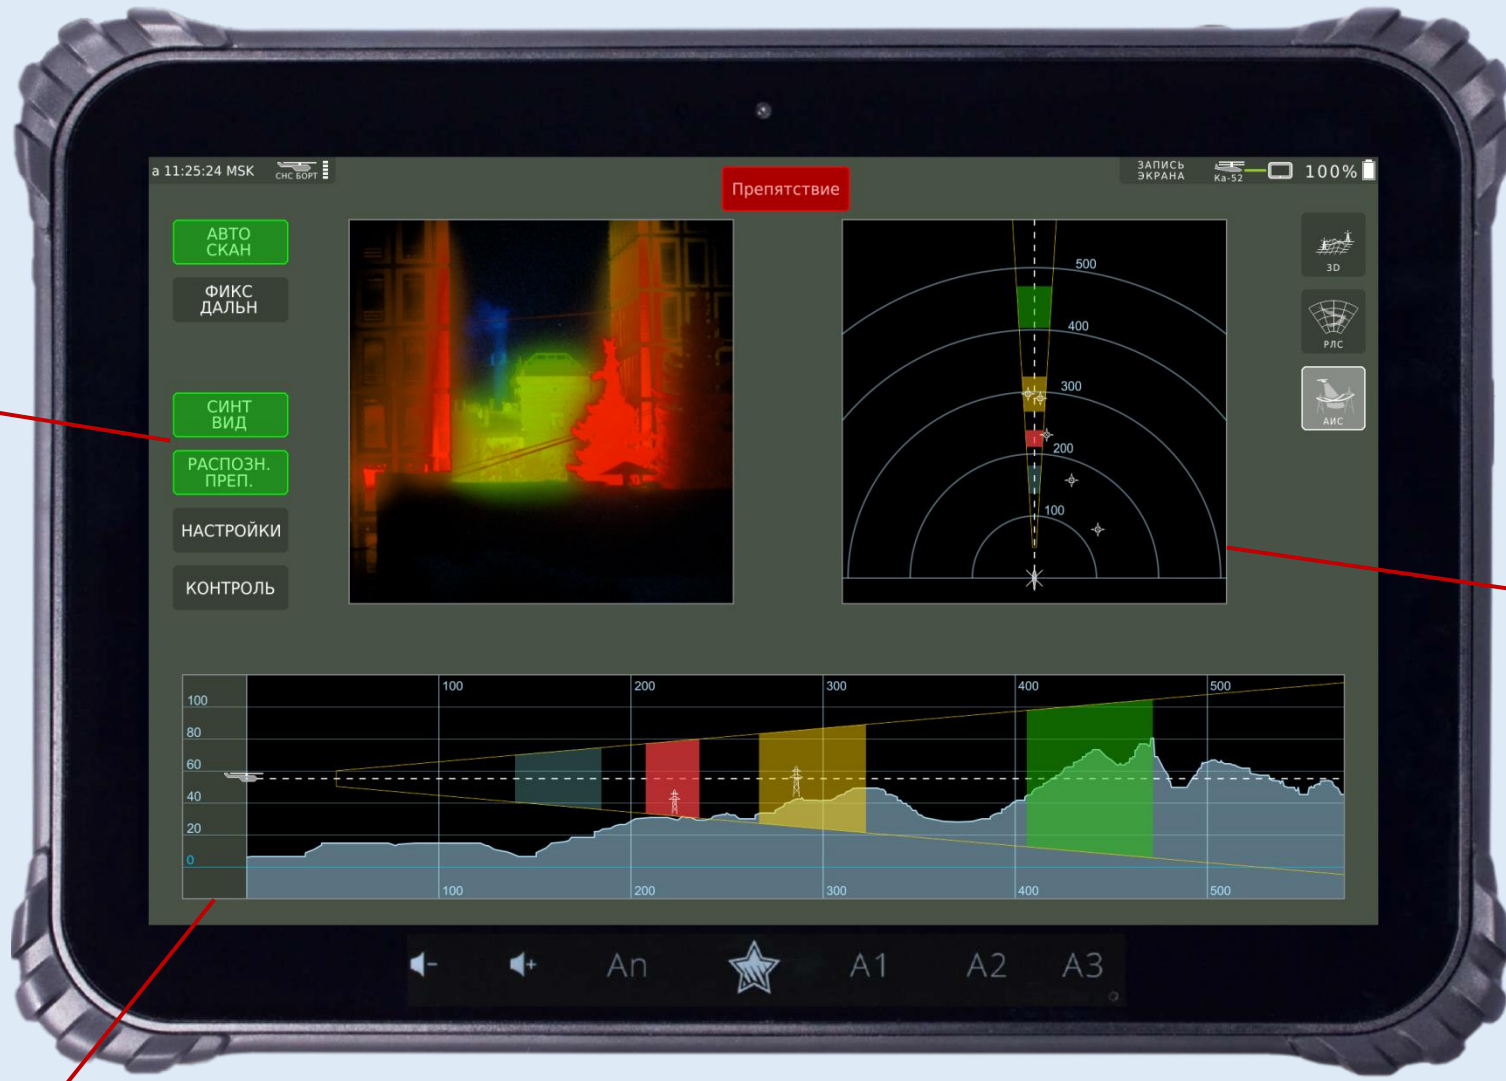 а 11:25:24 MSK
СНС БОРТ
Препятствие
ЗАПИСЬ
ЭКРАНА
Ка-52
100%
АВТО
СКАН
ФИКС
ДАЛЬН
СИНТ
ВИД
РАСПОЗН.
ПРЕП.
НАСТРОЙКИ
КОНТРОЛЬ
500
400
300
200
100
3D
РЛС
АИС
100 200 300 400 500
100
80
60
40
20
0
100 200 300 400 500
An A1 A2 A3